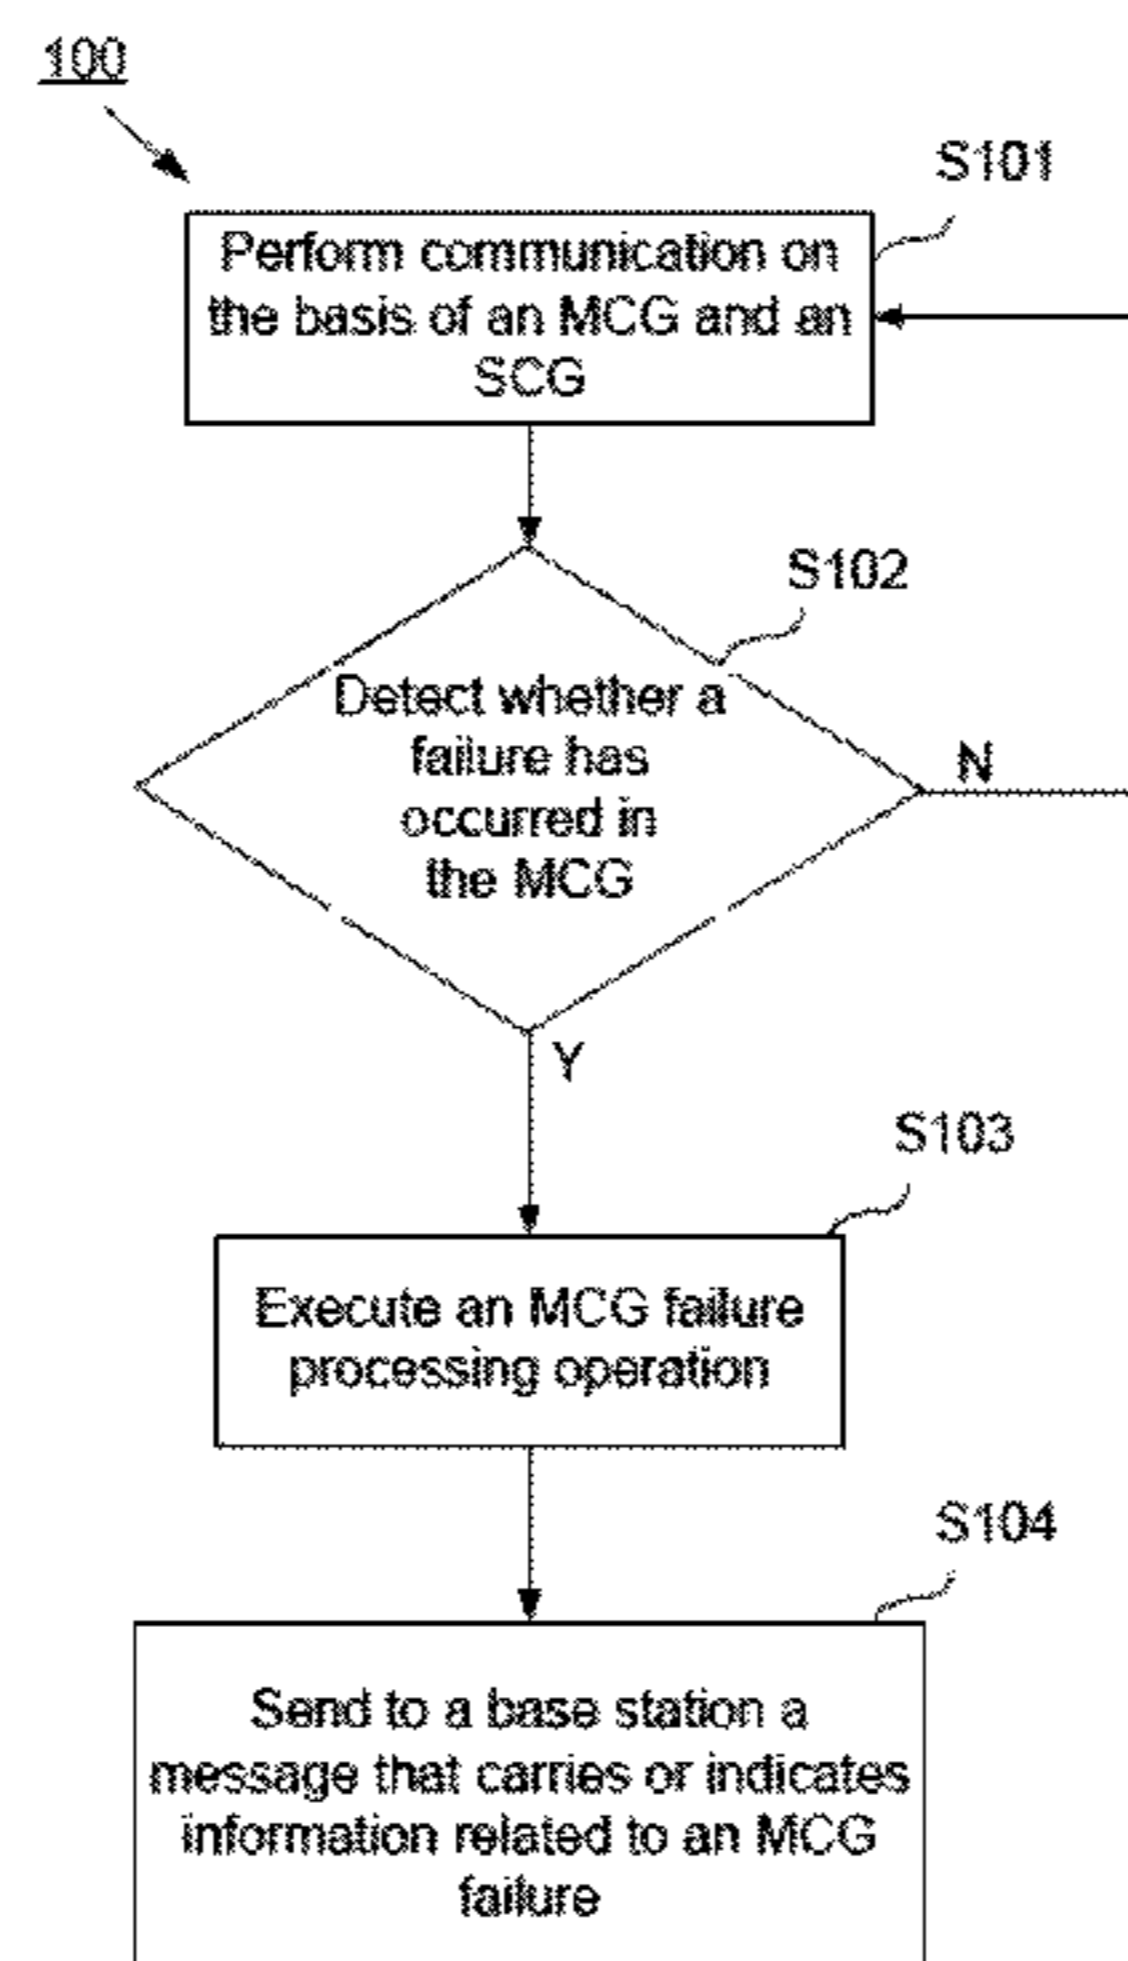 100
S101
Perform communication on
the basis of an MCG and an
SCG
S102
Detect whether a
failure has
occurred in
the MCG
N
Y
S103
Execute an MCG failure
processing operation
S104
Send to a base station a
message that carries or indicates
information related to an MCG
failure